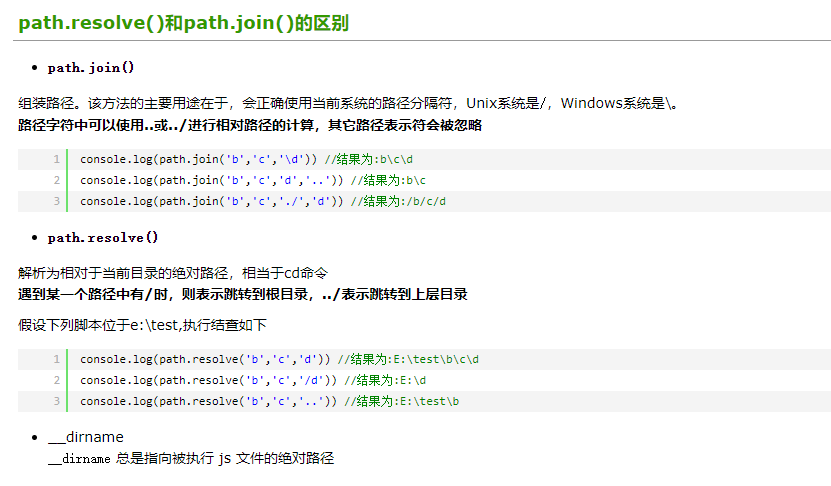 path.resolve()和path.join()的区别
path.join()
组装路径。该方法的主要用途在于，会正确使用当前系统的路径分隔符，Unix系统是/，Windows系统是\。
路径字符中可以使用..或../进行相对路径的计算，其它路径表示符会被忽略
1 console.log(path.join('b','c','\d')) //结果为:b\c\d
2 console.log(path.join('b','c','d','..')) //结果为:b\c
3 console.log(path.join('b','c','./','d')) //结果为:/b/c/d
path.resolve()
解析为相对于当前目录的绝对路径，相当于cd命令
遇到某一个路径中有/时，则表示跳转到根目录，../表示跳转到上层目录
假设下列脚本位于e:\test,执行结查如下
1 console.log(path.resolve('b','c','d')) //结果为:E:\test\b\c\d
2 console.log(path.resolve('b','c','/d')) //结果为:E:\d
3 console.log(path.resolve('b','c','..')) //结果为:E:\test\b
__dirname
__dirname 总是指向被执行 js 文件的绝对路径